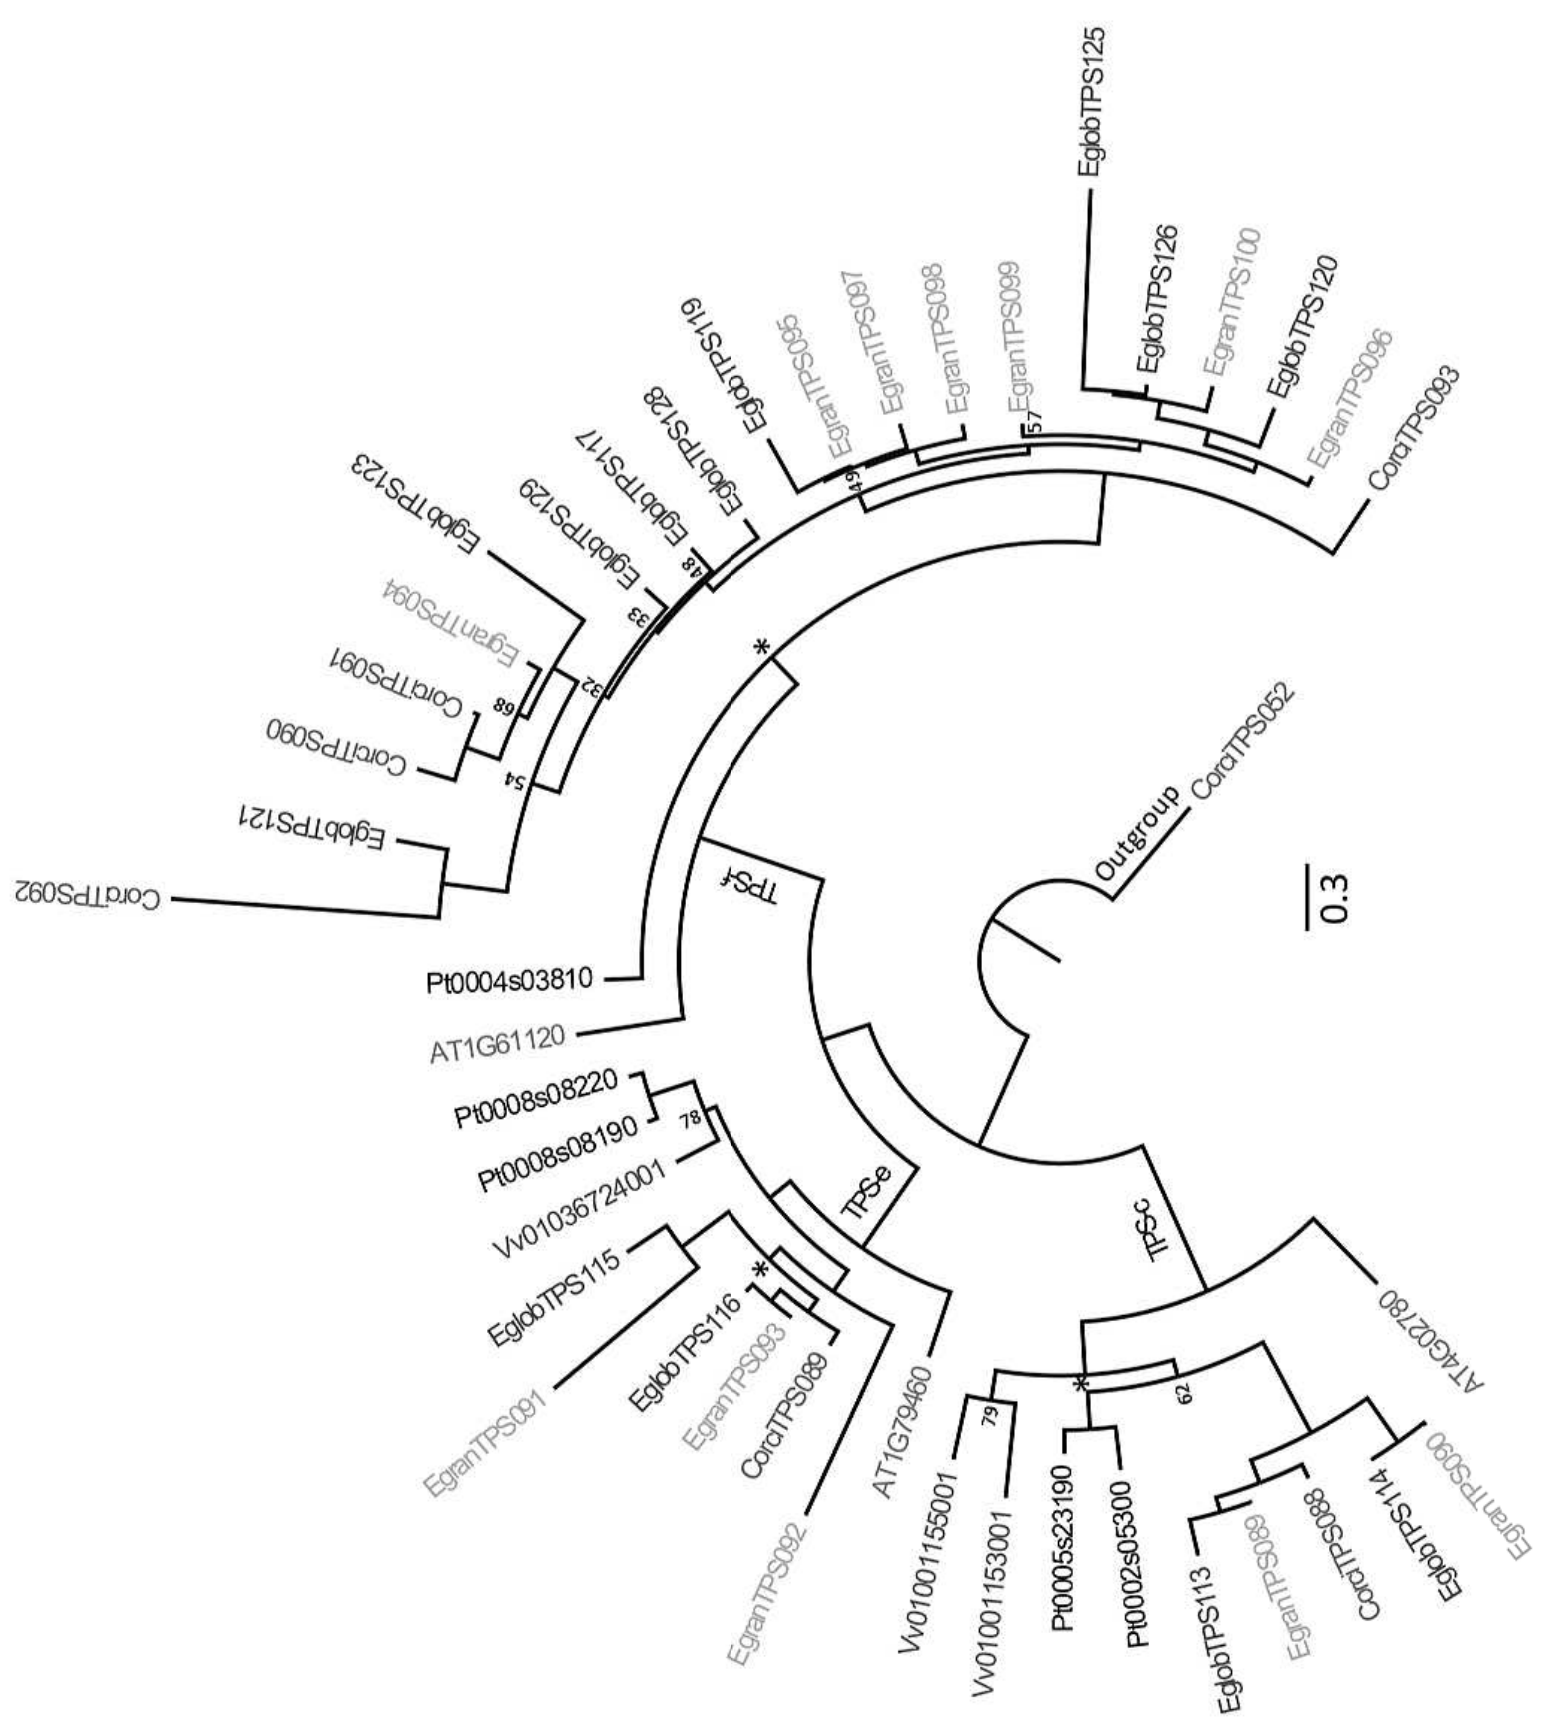 EglobTPS125
EglobTPS126
EgranTPS100
EglobTPS120
EgranTPS096
CorciTPS093
EgranTPS099
57
EgranTPS098
EgranTPS097
EgranTPS095
49
EglobTPS119
EglobTPS128
EglobTPS117
48
EglobTPS129
33
32
EglobTPS123
EgranTPS094
68
CorciTPS091
CorciTPS090
54
EglobTPS121
CorciTPS092
*
Pt0004s03810
AT1G61120
TPS-f
Outgroup
CorciTPS052
0.3
Pt0008s08220
Pt0008s08190
78
Vv01036724001
EglobTPS115
EgranTPS091
*
EglobTPS116
EgranTPS093
CorciTPS089
EgranTPS092
AT1G79460
TPS-e
TPS-c
Vv01001155001
79
Vv01001153001
*
62
Pt0005s23190
Pt0002s05300
EglobTPS113
EgranTPS089
CorciTPS088
EglobTPS114
EgranTPS090
AT4G02780